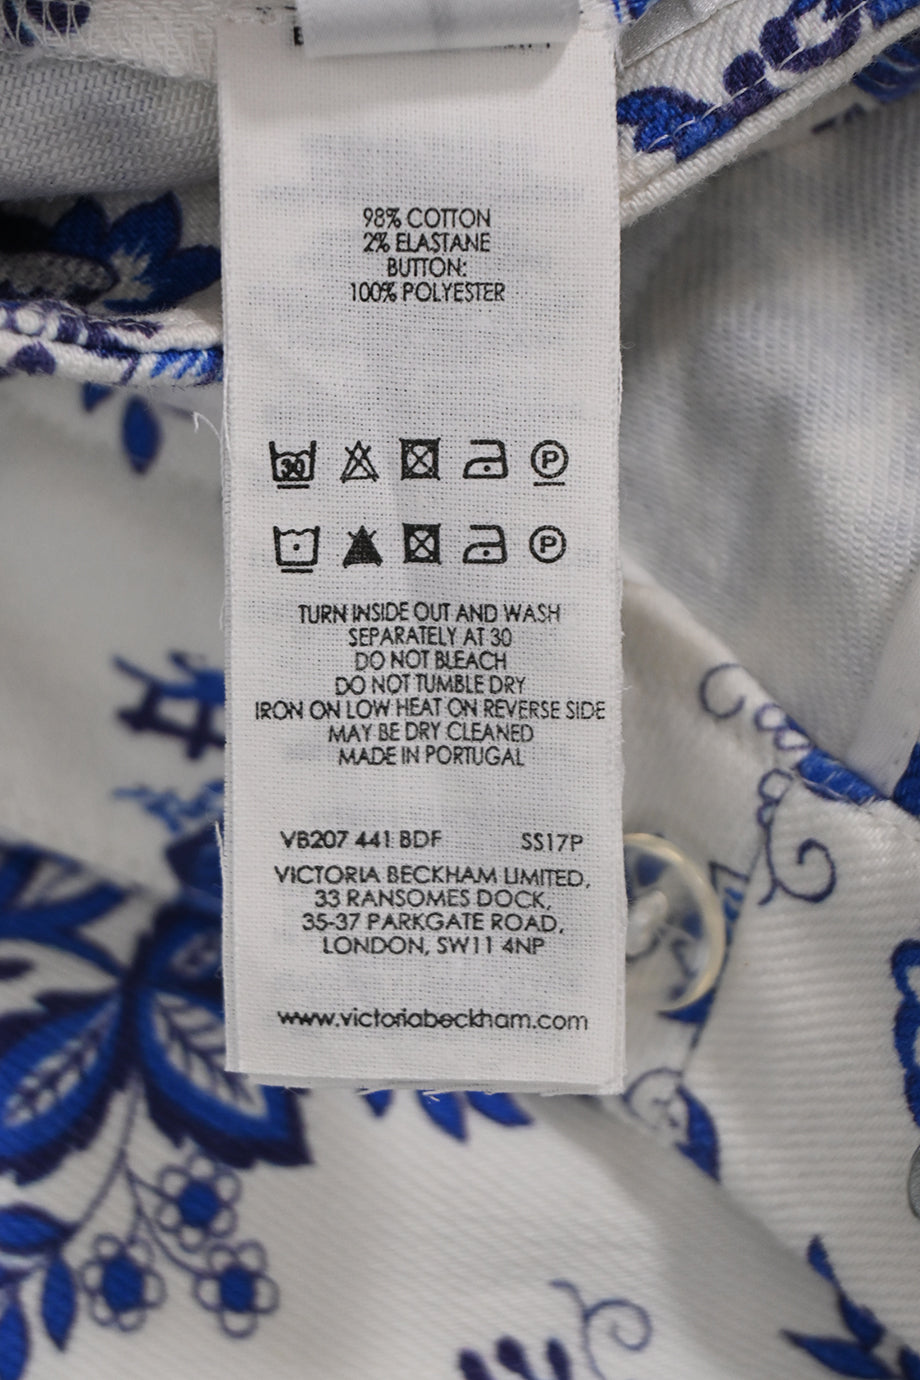 98% COTTON
2% ELASTANE
BUTTON:
100% POLYESTER
30 P
P
TURN INSIDE OUT AND WASH
SEPARATELY AT 30
DO NOT BLEACH
DO NOT TUMBLE DRY
IRON ON LOW HEAT ON REVERSE SIDE
MAY BE DRY CLEANED
MADE IN PORTUGAL
VB207 441 BDF SS17P
VICTORIA BECKHAM LIMITED,
33 RANSOMES DOCK,
35-37 PARKGATE ROAD,
LONDON, SW11 4NP
www.victoriabeckham.com